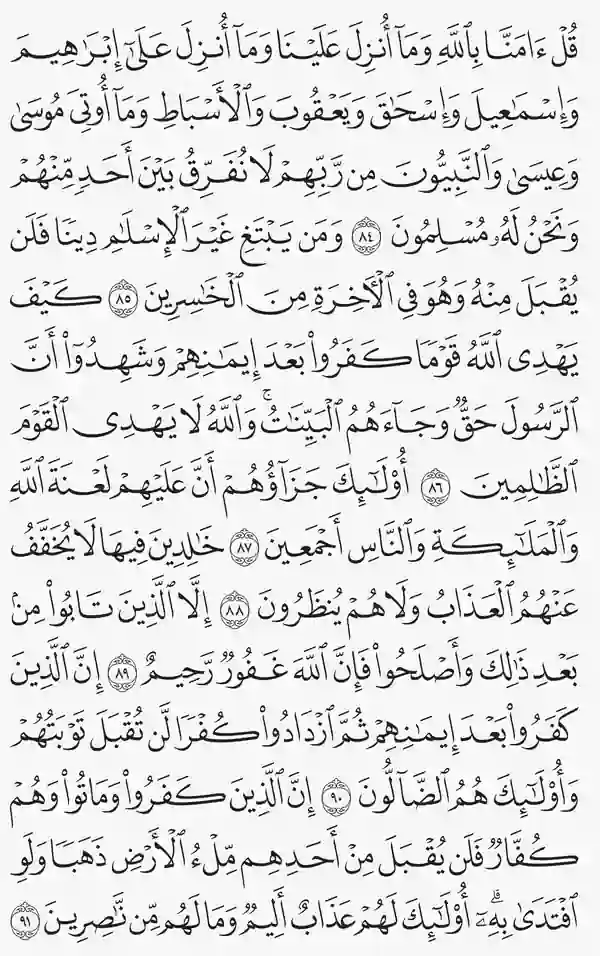 قُلْ ءَامَنَّا بِٱللَّهِ وَمَآ أُنزِلَ عَلَيْنَا وَمَآ أُنزِلَ عَلَىٰٓ إِبْرَٰهِيمَ
وَإِسْمَٰعِيلَ وَإِسْحَٰقَ وَيَعْقُوبَ وَٱلْأَسْبَاطِ وَمَآ أُوتِىَ مُوسَىٰ
وَعِيسَىٰ وَٱلنَّبِيُّونَ مِن رَّبِّهِمْ لَا نُفَرِّقُ بَيْنَ أَحَدٍ مِّنْهُمْ
وَنَحْنُ لَهُۥ مُسْلِمُونَ ٨٤ وَمَن يَبْتَغِ غَيْرَ ٱلْإِسْلَٰمِ دِينًا فَلَن
يُقْبَلَ مِنْهُ وَهُوَ فِى ٱلْءَاخِرَةِ مِنَ ٱلْخَٰسِرِينَ ٨٥ كَيْفَ
يَهْدِى ٱللَّهُ قَوْمًا كَفَرُوا۟ بَعْدَ إِيمَٰنِهِمْ وَشَهِدُوٓا۟ أَنَّ
ٱلرَّسُولَ حَقٌّ وَجَآءَهُمُ ٱلْبَيِّنَٰتُ ۚ وَٱللَّهُ لَا يَهْدِى ٱلْقَوْمَ
ٱلظَّٰلِمِينَ ٨٦ أُو۟لَٰٓئِكَ جَزَآؤُهُمْ أَنَّ عَلَيْهِمْ لَعْنَةَ ٱللَّهِ
وَٱلْمَلَٰٓئِكَةِ وَٱلنَّاسِ أَجْمَعِينَ ٨٧ خَٰلِدِينَ فِيهَا لَا يُخَفَّفُ
عَنْهُمُ ٱلْعَذَابُ وَلَا هُمْ يُنظَرُونَ ٨٨ إِلَّا ٱلَّذِينَ تَابُوا۟ مِنۢ
بَعْدِ ذَٰلِكَ وَأَصْلَحُوا۟ فَإِنَّ ٱللَّهَ غَفُورٌ رَّحِيمٌ ٨٩ إِنَّ ٱلَّذِينَ
كَفَرُوا۟ بَعْدَ إِيمَٰنِهِمْ ثُمَّ ٱزْدَادُوا۟ كُفْرًا لَّن تُقْبَلَ تَوْبَتُهُمْ
وَأُو۟لَٰٓئِكَ هُمُ ٱلضَّآلُّونَ ٩٠ إِنَّ ٱلَّذِينَ كَفَرُوا۟ وَمَاتُوا۟ وَهُمْ
كُفَّارٌ فَلَن يُقْبَلَ مِنْ أَحَدِهِم مِّلْءُ ٱلْأَرْضِ ذَهَبًا وَلَوِ
ٱفْتَدَىٰ بِهِۦٓ ۗ أُو۟لَٰٓئِكَ لَهُمْ عَذَابٌ أَلِيمٌ وَمَا لَهُم مِّن نَّٰصِرِينَ ٩١